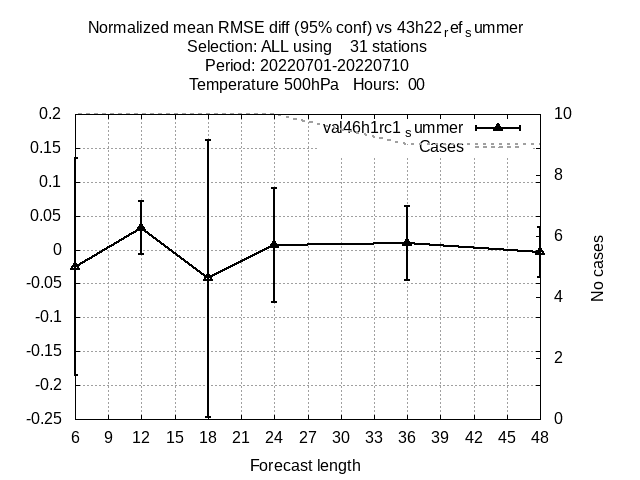 Normalized mean RMSE diff (95% conf) vs 43h22refsummer
Selection: ALL using    31 stations
Period: 20220701-20220710
Temperature 500hPa   Hours:  00
val46h1rc1summer
Cases
0.2
0.15
0.1
0.05
0
-0.05
-0.1
-0.15
-0.2
-0.25
10
8
6
4
2
0
No cases
6 9 12 15 18 21 24 27 30 33 36 39 42 45 48
Forecast length